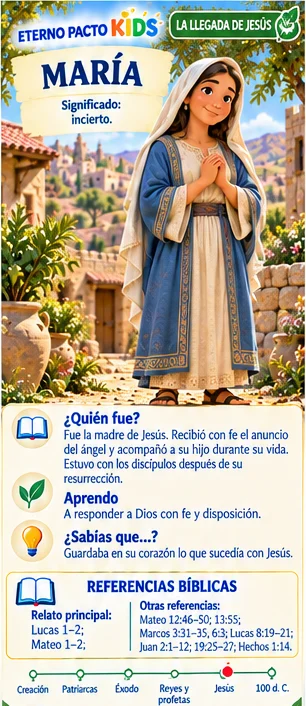 ETERNO PACTO KIDS
LA LLEGADA DE JESÚS
MARÍA
Significado:
incierto.
¿Quién fue?
Fue la madre de Jesús. Recibió con fe el anuncio
del ángel y acompañó a su hijo durante su vida.
Estuvo con los discípulos después de su
resurrección.
Aprendo
A responder a Dios con fe y disposición.
¿Sabías que...?
Guardaba en su corazón lo que sucedía con Jesús.
REFERENCIAS BÍBLICAS
Relato principal:
Lucas 1–2;
Mateo 1–2;
Otras referencias:
Mateo 12:46–50; 13:55;
Marcos 3:31–35, 6:3; Lucas 8:19–21;
Juan 2:1–12; 19:25–27; Hechos 1:14.
Creación
Patriarcas
Éxodo
Reyes y
profetas
Jesús
100 d. C.